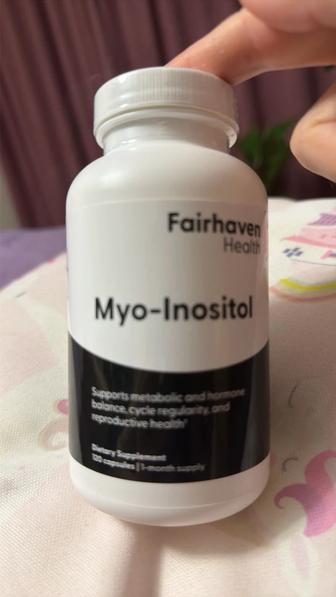 Fairhaven
Health
Myo-Inositol
Supports metabolic and hormone
balance, cycle regularity, and
reproductive health†
Dietary Supplement
120 capsules | 1-month supply